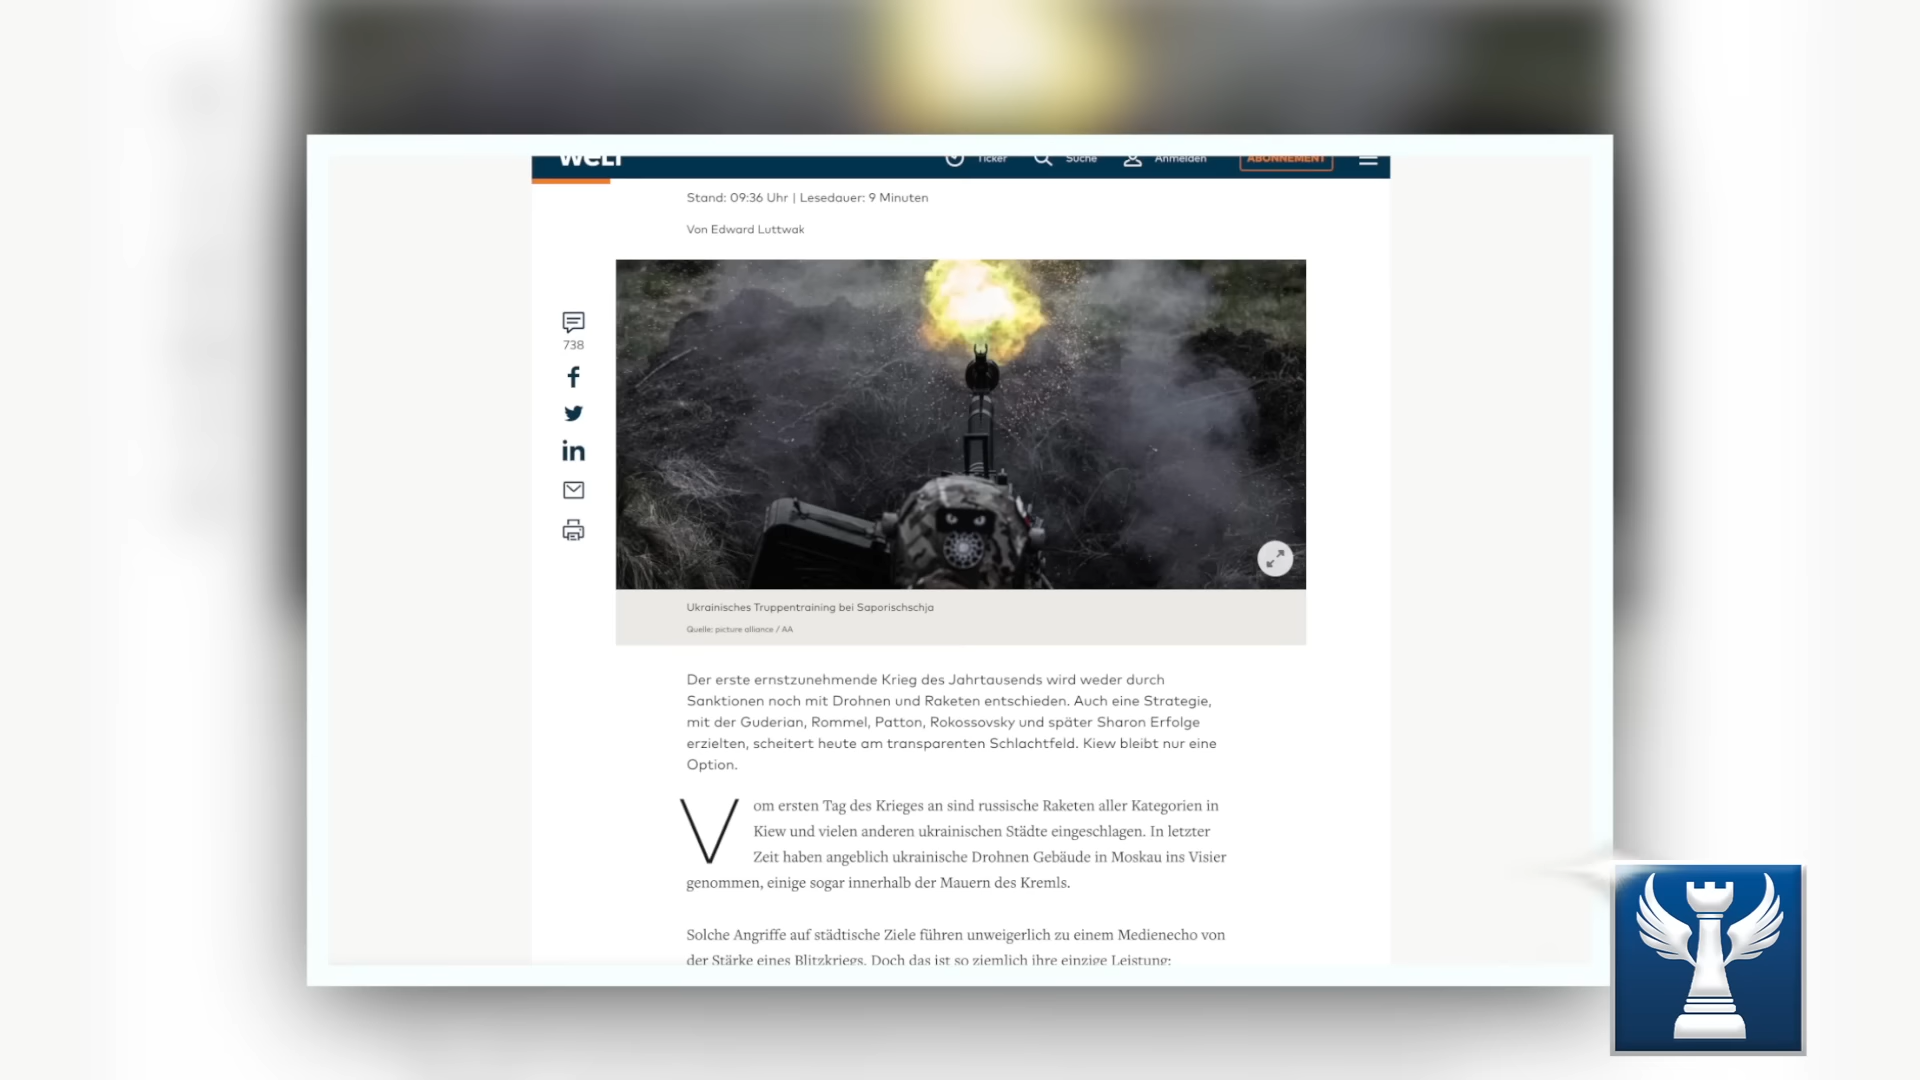 WELT
Ticker
Suche
Anmelden
ABONNEMENT
Stand: 09:36 Uhr | Lesedauer: 9 Minuten
Von Edward Luttwak
738
Ukrainisches Truppentraining bei Saporischschja
Quelle: picture alliance / AA
Der erste ernstzunehmende Krieg des Jahrtausends wird weder durch
Sanktionen noch mit Drohnen und Raketen entschieden. Auch eine Strategie,
mit der Guderian, Rommel, Patton, Rokossovsky und später Sharon Erfolge
erzielten, scheitert heute am transparenten Schlachtfeld. Kiew bleibt nur eine
Option.
Vom ersten Tag des Krieges an sind russische Raketen aller Kategorien in
Kiew und vielen anderen ukrainischen Städte eingeschlagen. In letzter
Zeit haben angeblich ukrainische Drohnen Gebäude in Moskau ins Visier
genommen, einige sogar innerhalb der Mauern des Kremls.
Solche Angriffe auf städtische Ziele führen unweigerlich zu einem Medienecho von
der Stärke eines Blitzkriegs. Doch das ist so ziemlich ihre einzige Leistung: